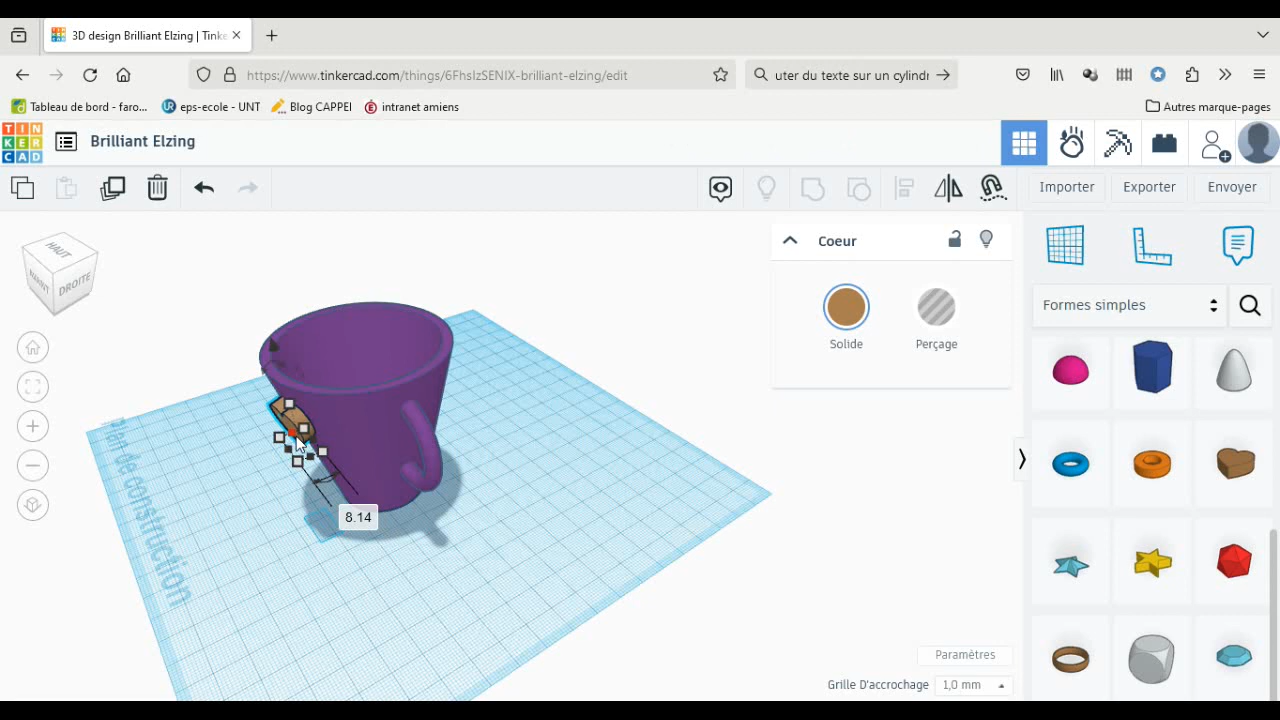 3D design Brilliant Elzing | Tinke
https://www.tinkercad.com/things/6FhsIzSENIX-brilliant-elzing/edit
uter du texte sur un cylindr
Tableau de bord - faro...
eps-ecole - UNT
Blog CAPPEI
intranet amiens
Autres marque-pages
TIN
KER
CAD
Brilliant Elzing
Importer
Exporter
Envoyer
HAUT
AVANT
DROITE
Coeur
Solide
Perçage
Formes simples
8.14
Plan de construction
Paramètres
Grille D'accrochage
1,0 mm